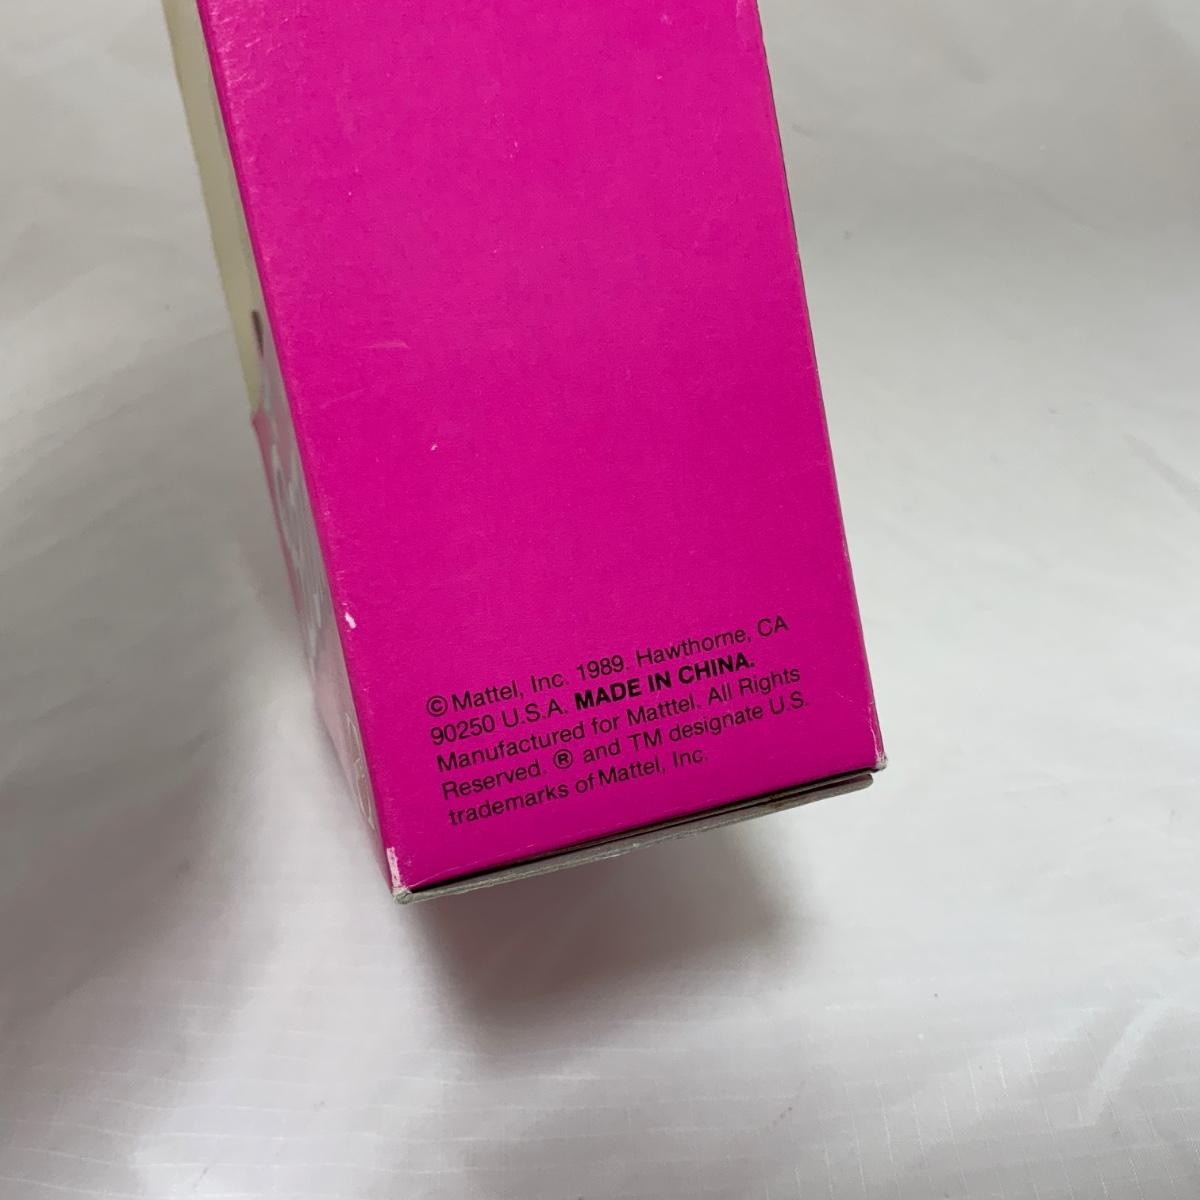 ©Mattel, Inc. 1989. Hawthorne, CA
90250 U.S.A. MADE IN CHINA.
Manufactured for Matttel. All Rights
Reserved. ® and TM designate U.S.
trademarks of Mattel, Inc.